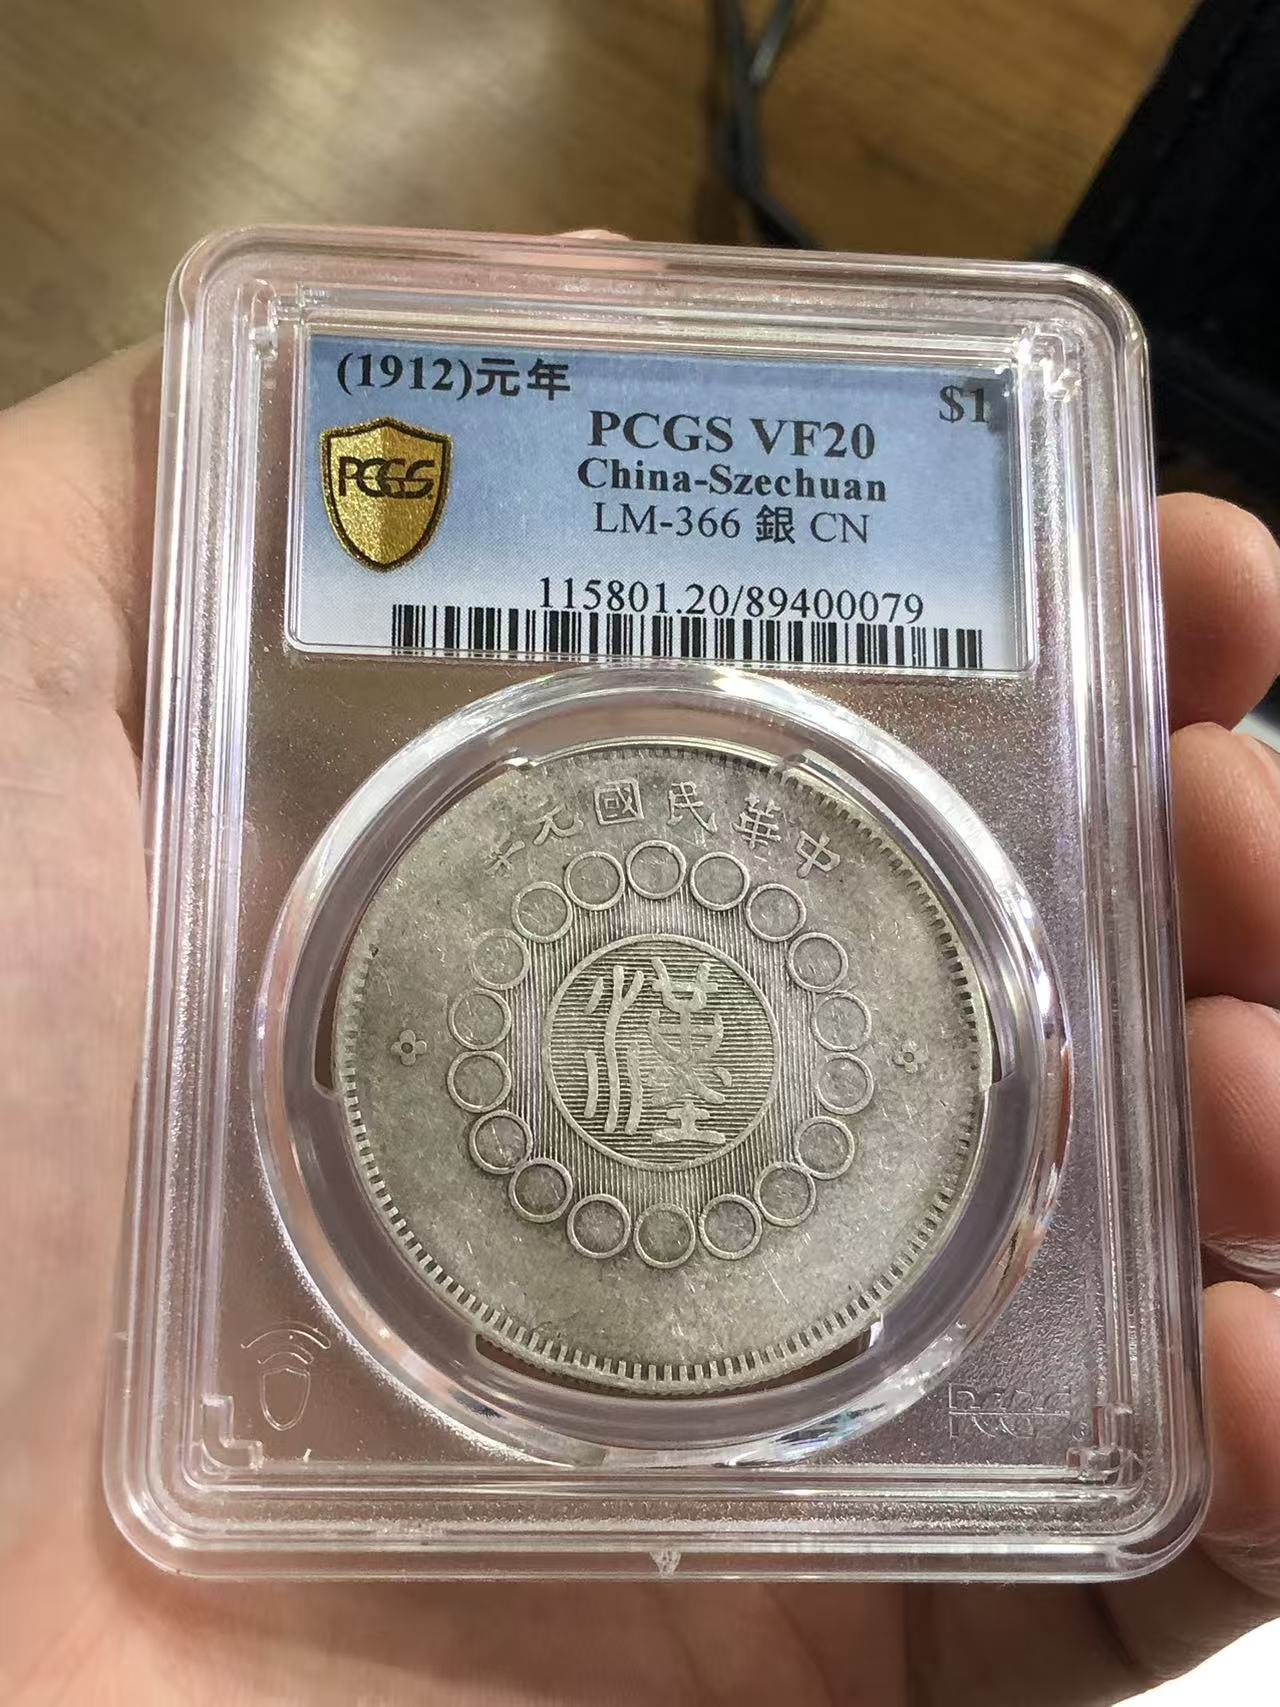 (1912)元年
$1
PCGS VF20
PCGS
China-Szechuan
LM-366 銀 CN
115801.20/89400079
年元國民華中
漢
PCGS